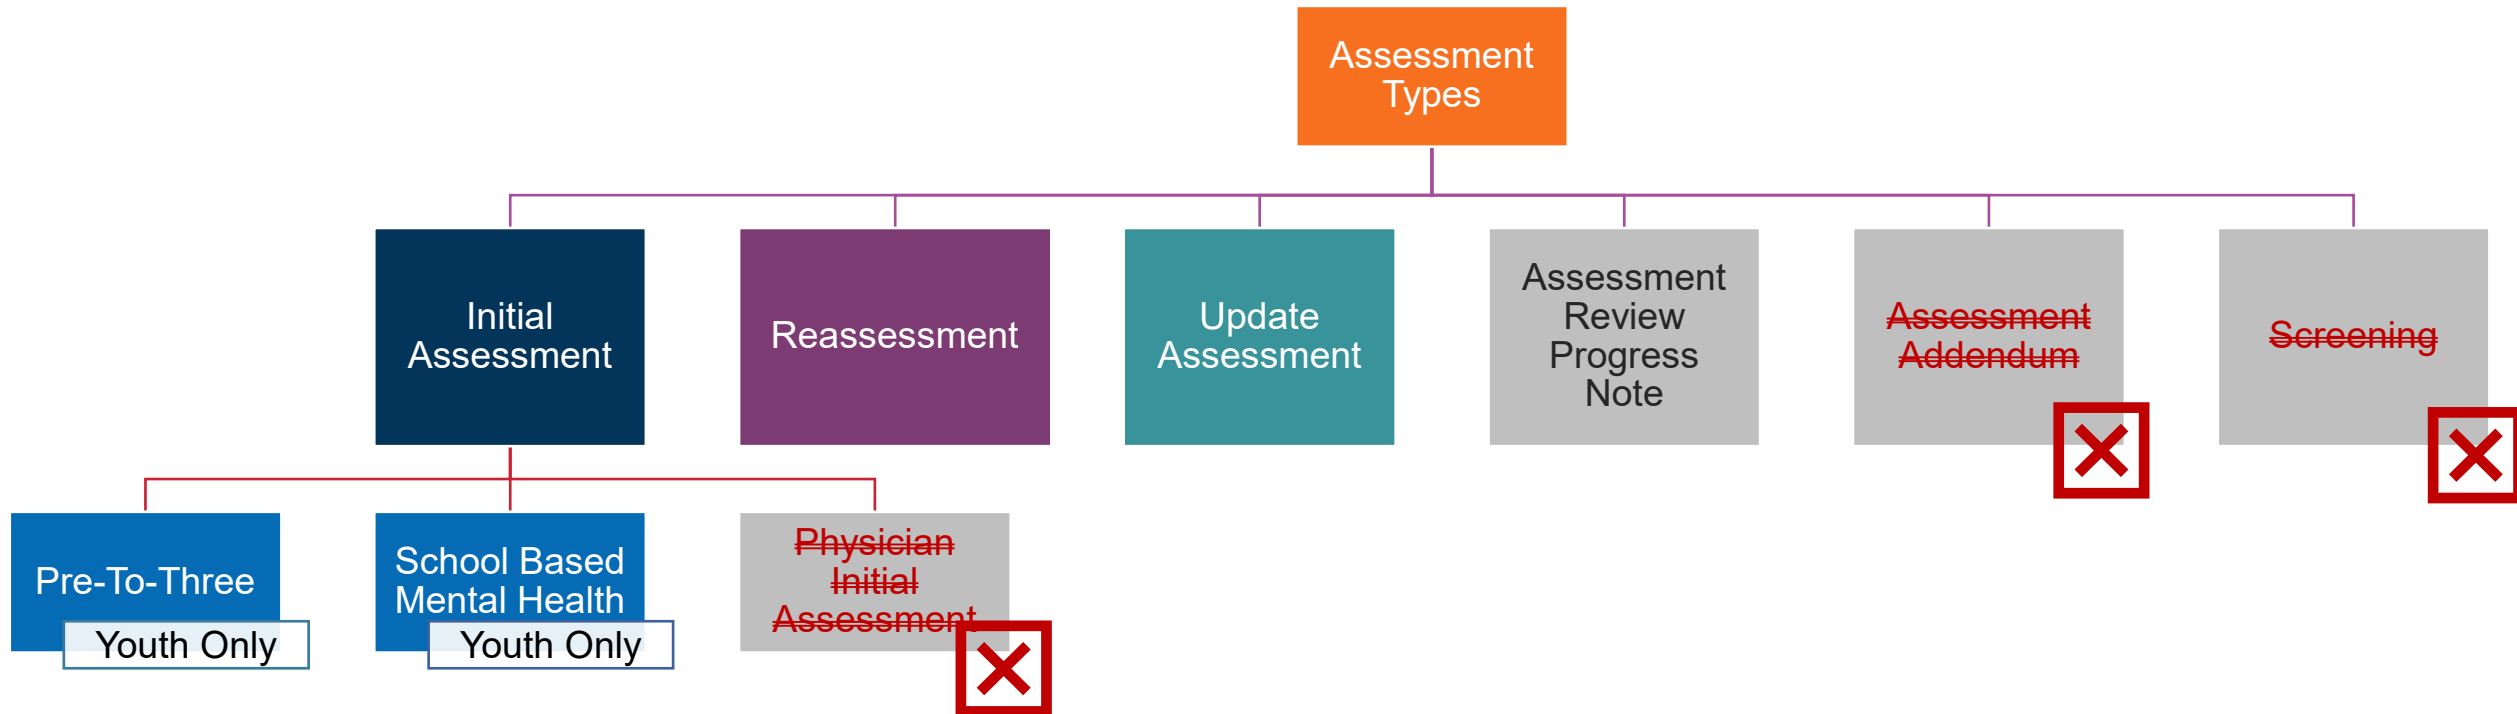 Assessment
Types
Initial
Assessment
Reassessment
Update
Assessment
Assessment
Review
Progress
Note
Assessment
Addendum
Screening
Pre-To-Three
Youth Only
School Based
Mental Health
Youth Only
Physician
Initial
Assessment